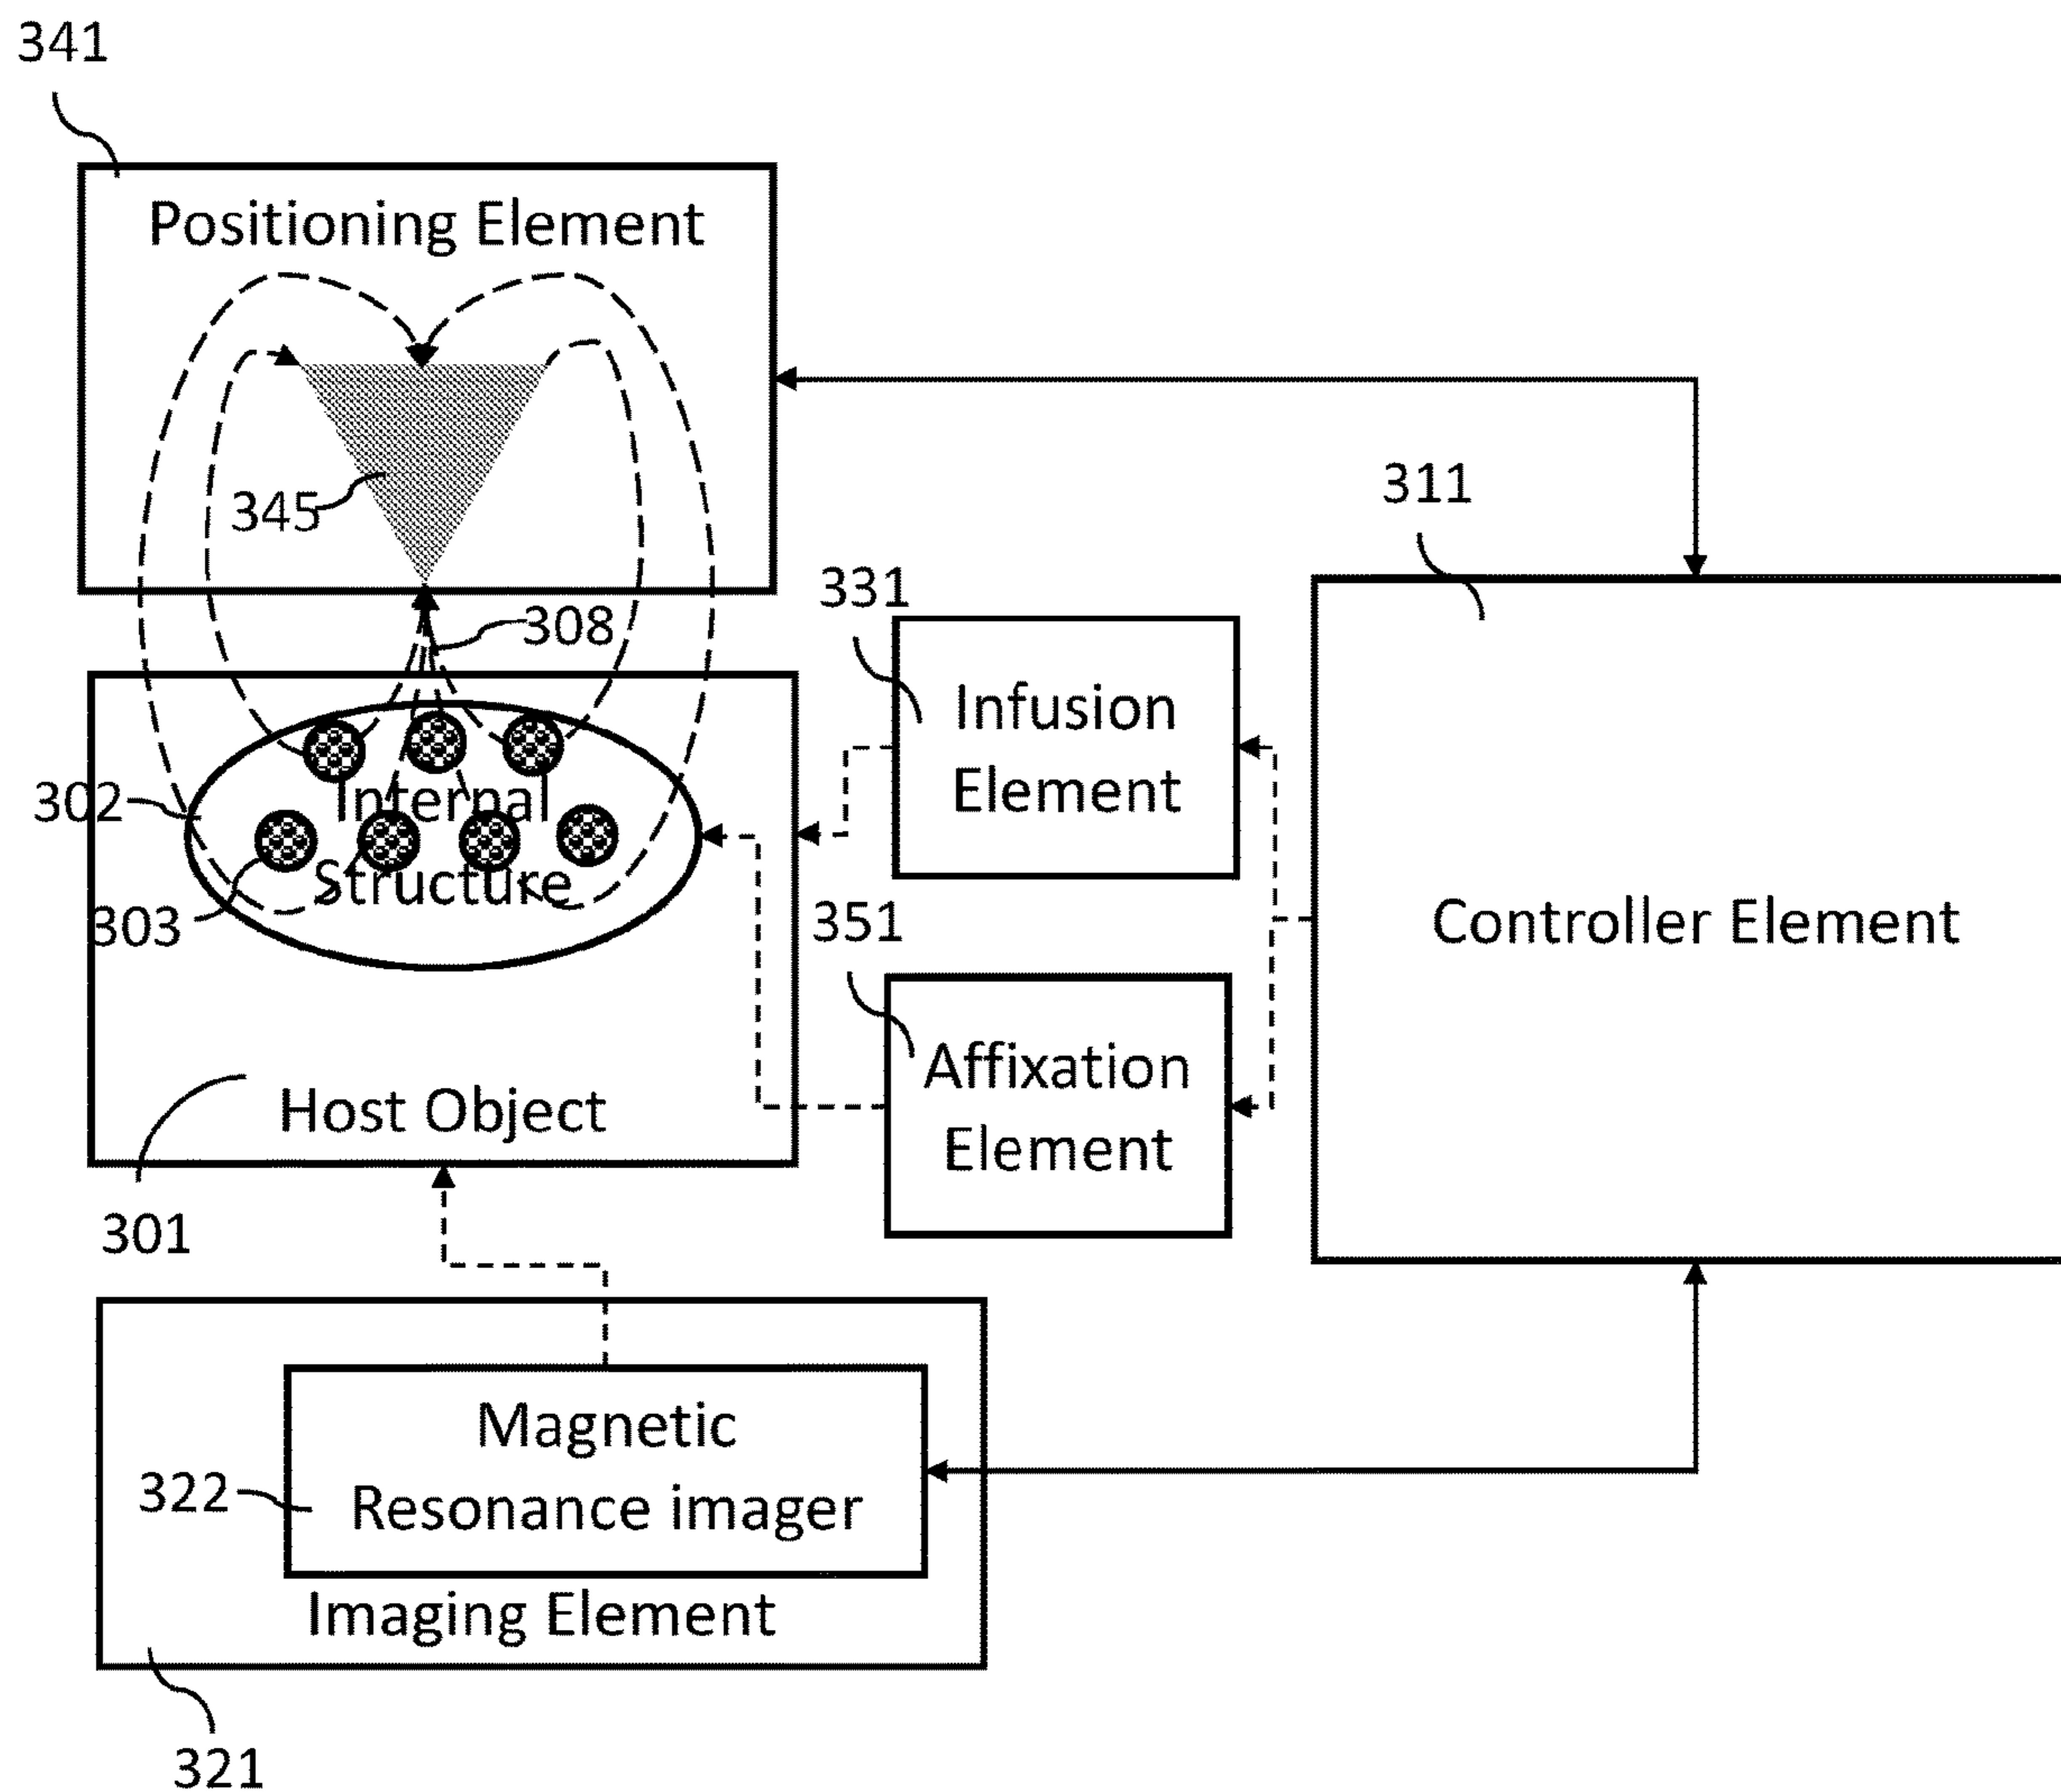 341
Positioning Element
345
311
331
308
Infusion
Element
302
Internal
Structure
303
351
Controller Element
Affixation
Element
Host Object
301
Magnetic
Resonance imager
322
Imaging Element
321